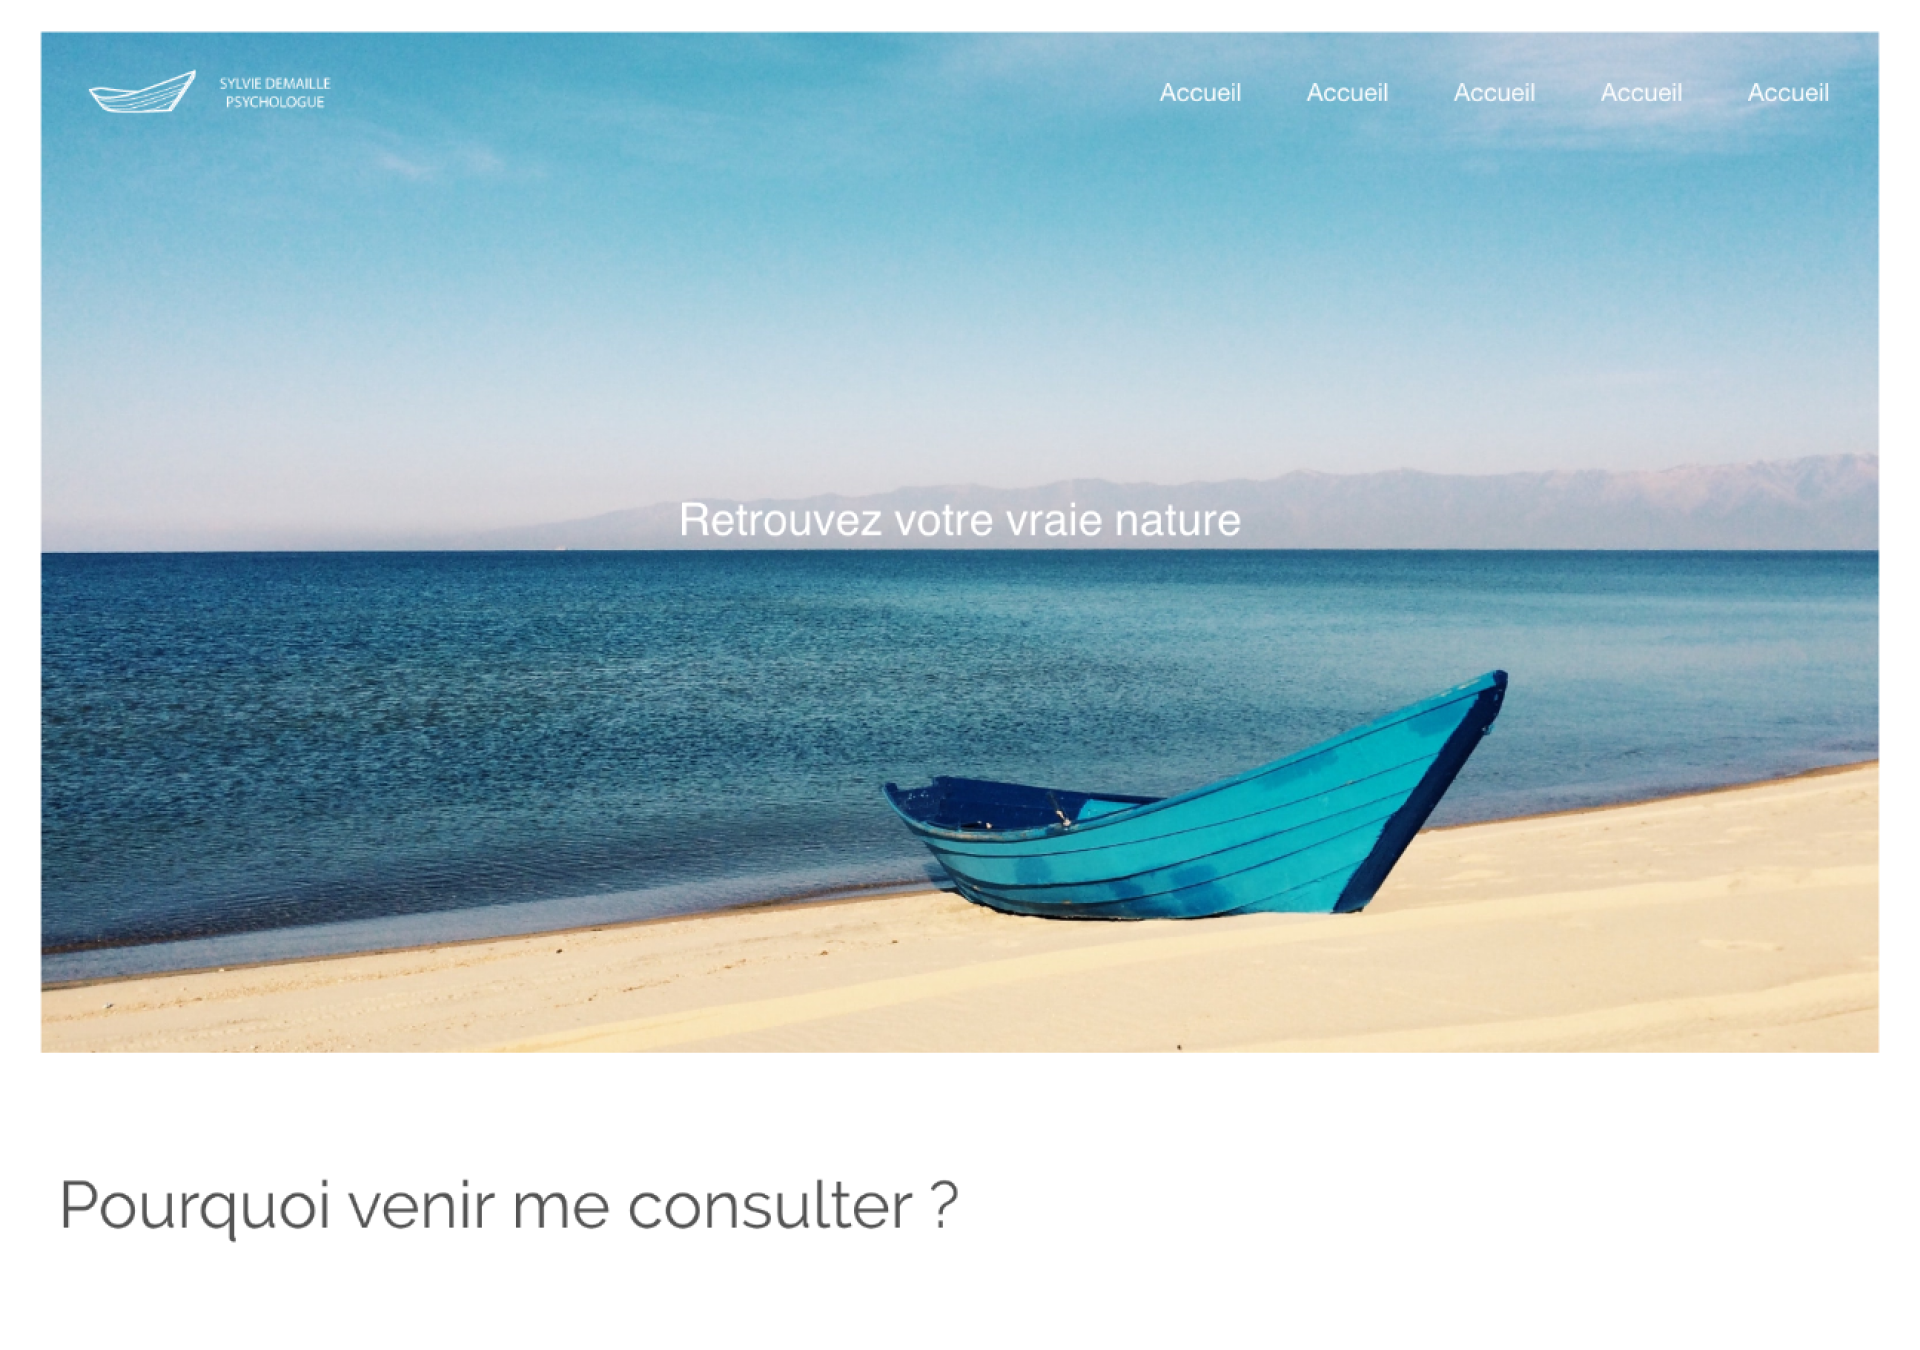 SYLVIE DEMAILLE
PSYCHOLOGUE
Accueil Accueil Accueil Accueil Accueil
Retrouvez votre vraie nature
Pourquoi venir me consulter ?